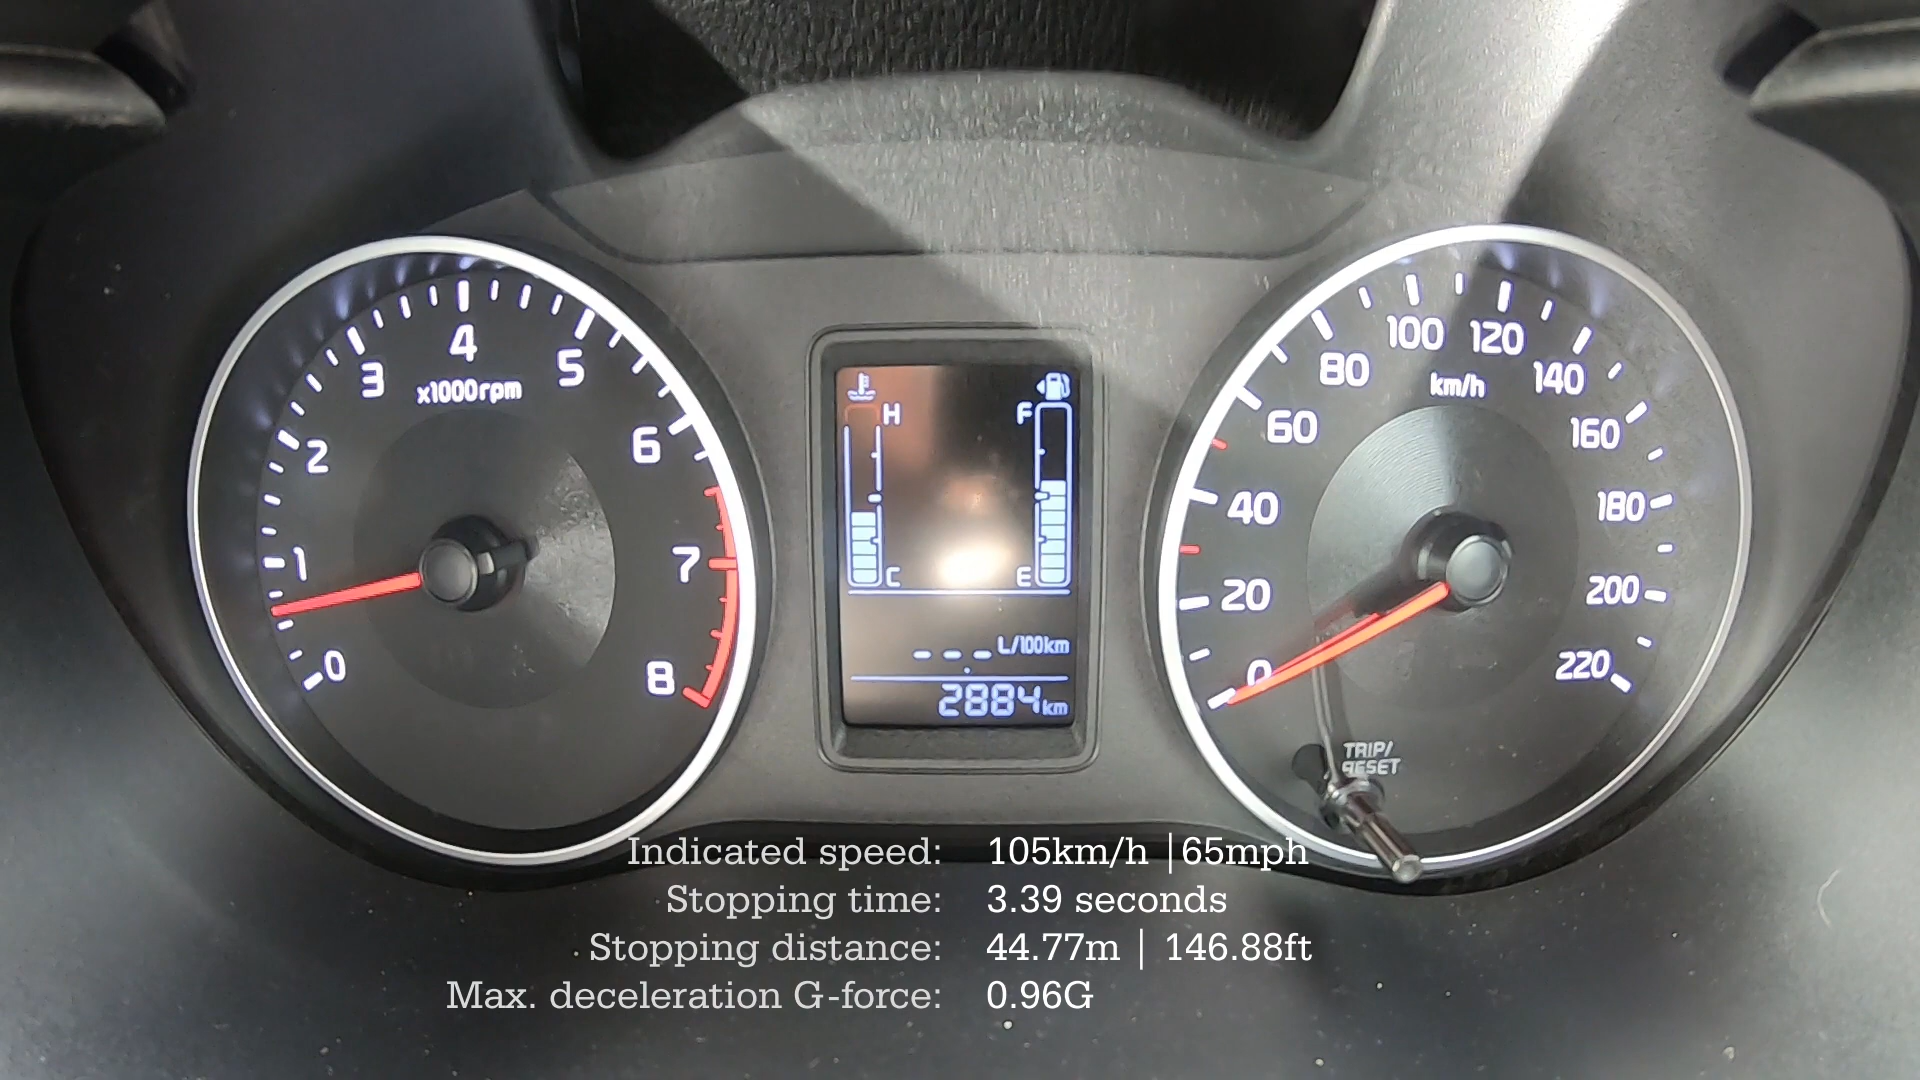 0 1 2 3 4 5 6 7 8
x1000rpm
H
C
F
E
_ _ _ L/100km
2884km
0 20 40 60 80 100 120 140 160 180 200 220
km/h
TRIP/
RESET
Indicated speed: 105km/h |65mph
Stopping time: 3.39 seconds
Stopping distance: 44.77m | 146.88ft
Max. deceleration G-force: 0.96G